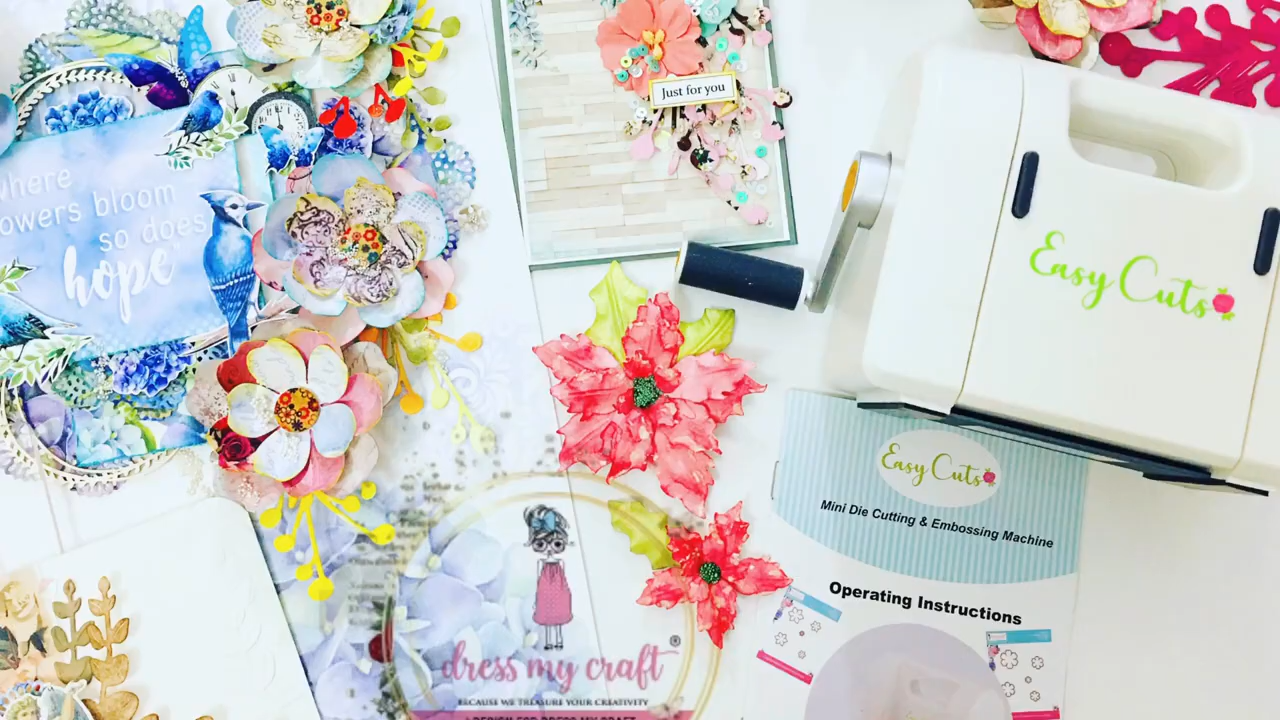 where
flowers bloom
so does
hope"
Just for you
Easy Cuts
Easy Cuts
Mini Die Cutting & Embossing Machine
Operating Instructions
dress my craft®
BECAUSE WE TREASURE YOUR CREATIVITY